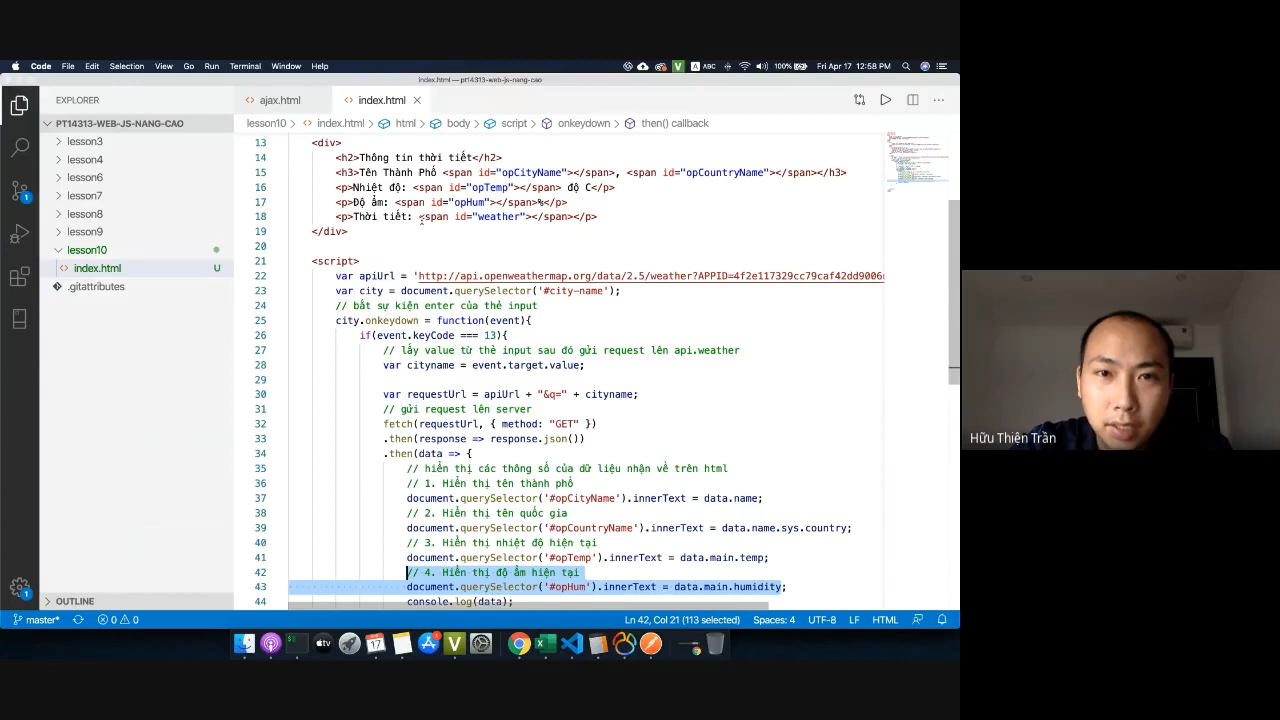 Code File Edit Selection View Go Run Terminal Window Help
100% ABC Fri Apr 17 12:58 PM
index.html — pt14313-web-js-nang-cao
EXPLORER
ajax.html
index.html
PT14313-WEB-JS-NANG-CAO
lesson10 > index.html > html > body > script > onkeydown > then() callback
lesson3
lesson4
lesson6
lesson7
lesson8
lesson9
lesson10
index.html U
.gitattributes
13 <div>
14 <h2>Thông tin thời tiết</h2>
15 <h3>Tên Thành Phố <span id="opCityName"></span>, <span id="opCountryName"></span></h3>
16 <p>Nhiệt độ: <span id="opTemp"></span> độ C</p>
17 <p>Độ ẩm: <span id="opHum"></span>%</p>
18 <p>Thời tiết: <span id="weather"></span></p>
19 </div>
20
21 <script>
22 var apiUrl = 'http://api.openweathermap.org/data/2.5/weather?APPID=4f2e117329cc79caf42dd9006
23 var city = document.querySelector('#city-name');
24 // bắt sự kiện enter của thẻ input
25 city.onkeydown = function(event){
26 if(event.keyCode === 13){
27 // lấy value từ thẻ input sau đó gửi request lên api.weather
28 var cityname = event.target.value;
29
30 var requestUrl = apiUrl + "&q=" + cityname;
31 // gửi request lên server
32 fetch(requestUrl, { method: "GET" })
33 .then(response => response.json())
34 .then(data => {
35 // hiển thị các thông số của dữ liệu nhận về trên html
36 // 1. Hiển thị tên thành phố
37 document.querySelector('#opCityName').innerText = data.name;
38 // 2. Hiển thị tên quốc gia
39 document.querySelector('#opCountryName').innerText = data.name.sys.country;
40 // 3. Hiển thị nhiệt độ hiện tại
41 document.querySelector('#opTemp').innerText = data.main.temp;
42 // 4. Hiển thị độ ẩm hiện tại
43 document.querySelector('#opHum').innerText = data.main.humidity;
44 console.log(data);
OUTLINE
master* 0 0 Ln 42, Col 21 (113 selected) Spaces: 4 UTF-8 LF HTML
Hữu Thiện Trần